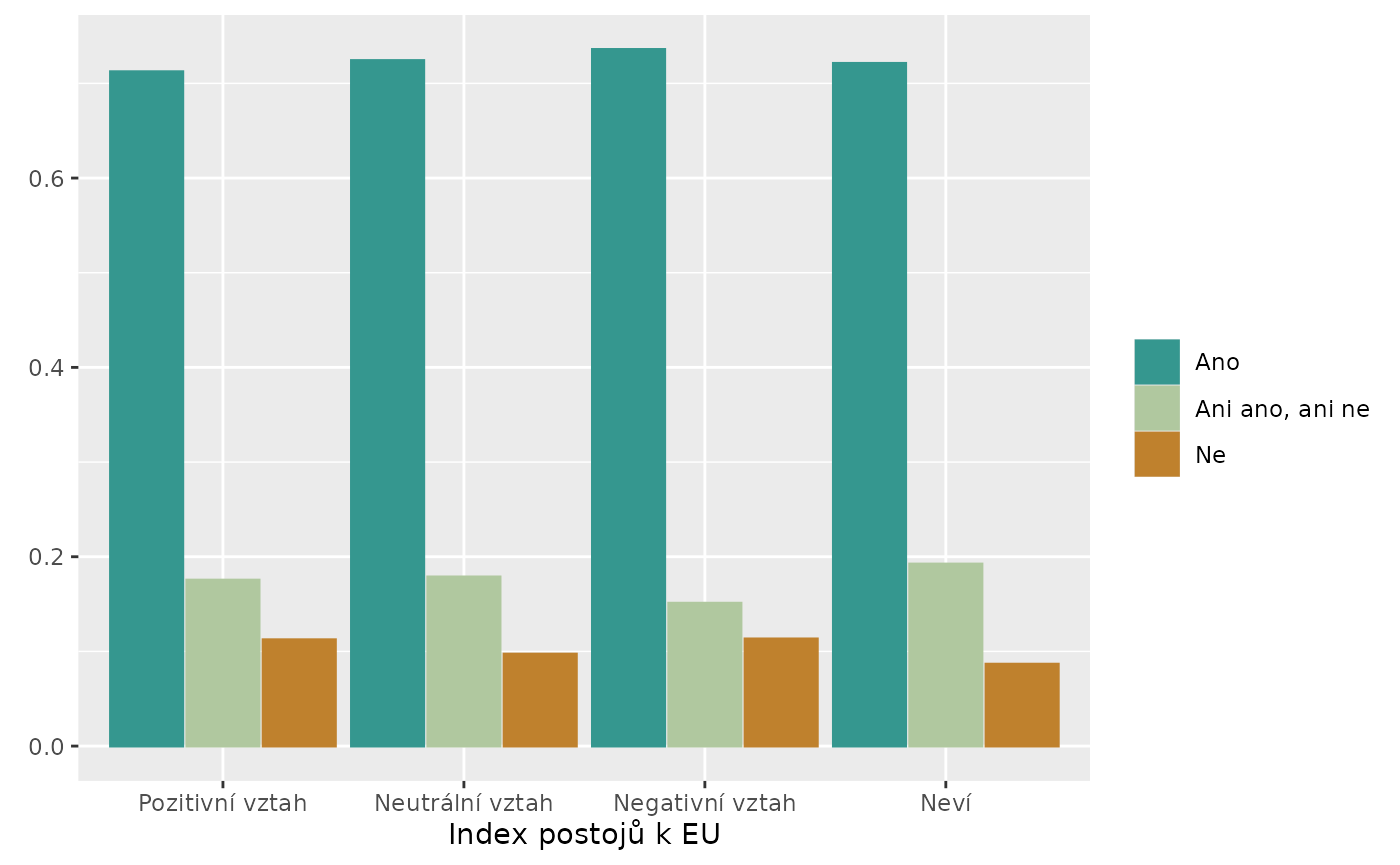 0.6
0.4
0.2
0.0
Pozitivní vztah
Neutrální vztah
Negativní vztah
Neví
Index postojů k EU
Ano
Ani ano, ani ne
Ne